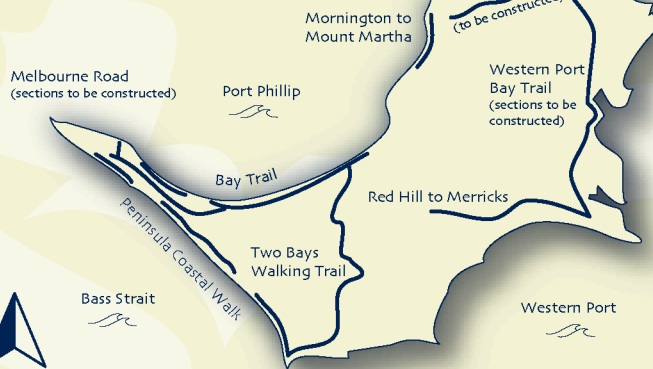 Mornington to
Mount Martha
(to be constructed)
Melbourne Road
(sections to be constructed)
Port Phillip
Western Port
Bay Trail
(sections to be
constructed)
Bay Trail
Red Hill to Merricks
Peninsula Coastal Walk
Two Bays
Walking Trail
Bass Strait
Western Port